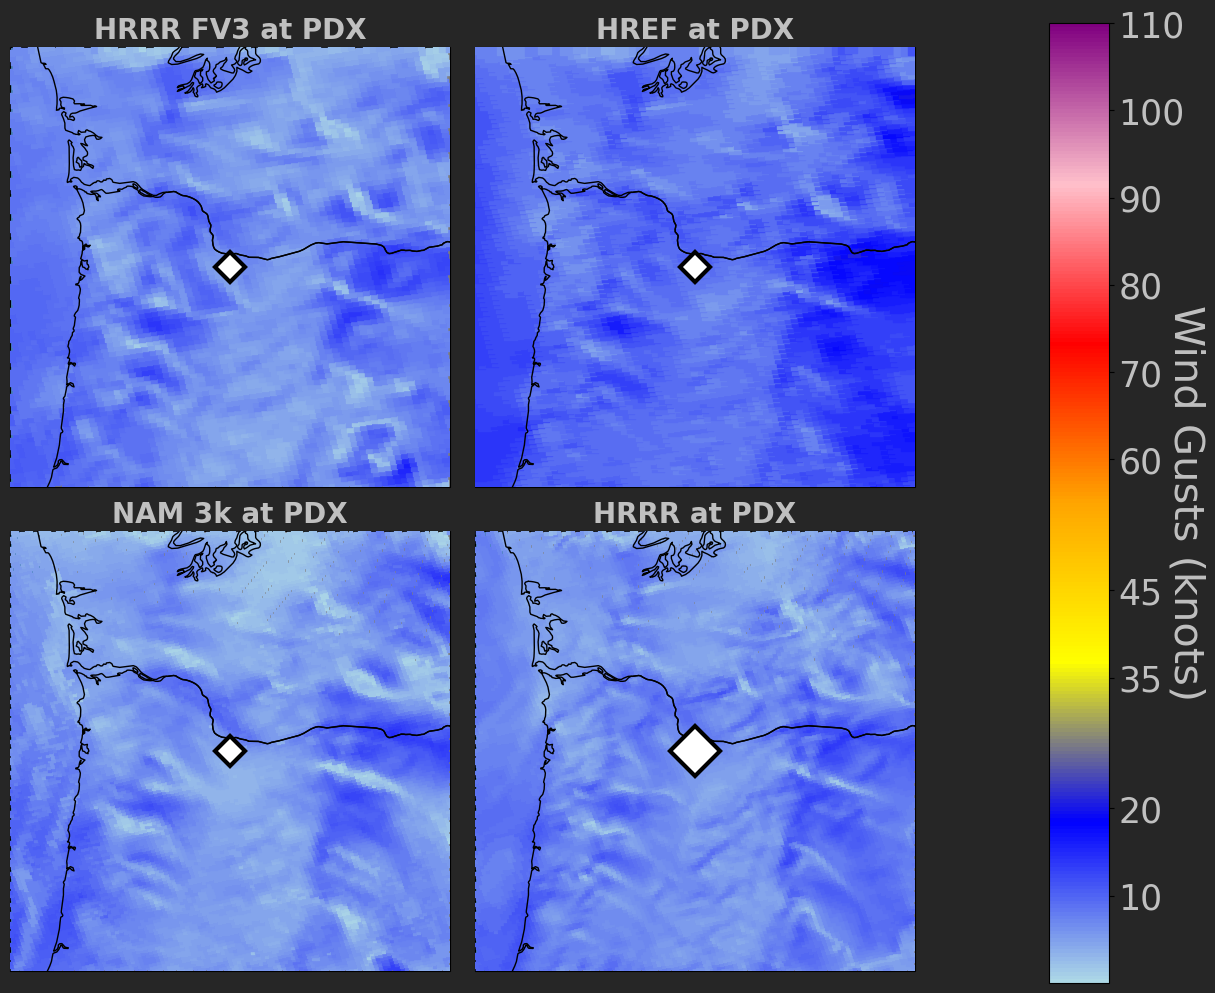 HRRR FV3 at PDX
HREF at PDX
NAM 3k at PDX
HRRR at PDX
110
100
90
80
70
60
45
35
20
10
Wind Gusts (knots)